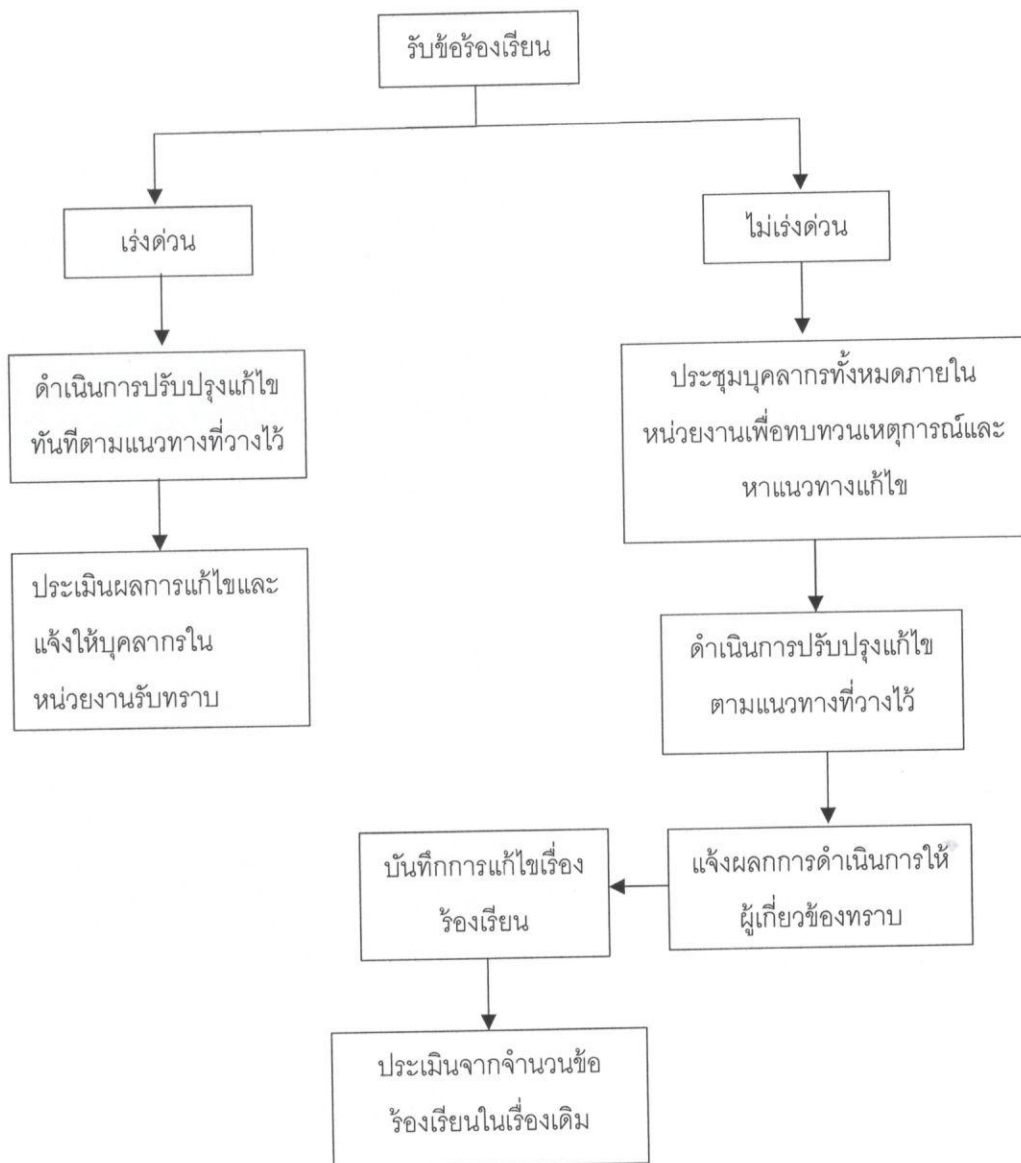 รับข้อร้องเรียน
เร่งด่วน
ไม่เร่งด่วน
ดำเนินการปรับปรุงแก้ไข
ทันทีตามแนวทางที่วางไว้
ประชุมบุคลากรทั้งหมดภายใน
หน่วยงานเพื่อทบทวนเหตุการณ์และ
หาแนวทางแก้ไข
ประเมินผลการแก้ไขและ
แจ้งให้บุคลากรใน
หน่วยงานรับทราบ
ดำเนินการปรับปรุงแก้ไข
ตามแนวทางที่วางไว้
แจ้งผลกการดำเนินการให้
ผู้เกี่ยวข้องทราบ
บันทึกการแก้ไขเรื่อง
ร้องเรียน
ประเมินจากจำนวนข้อ
ร้องเรียนในเรื่องเดิม